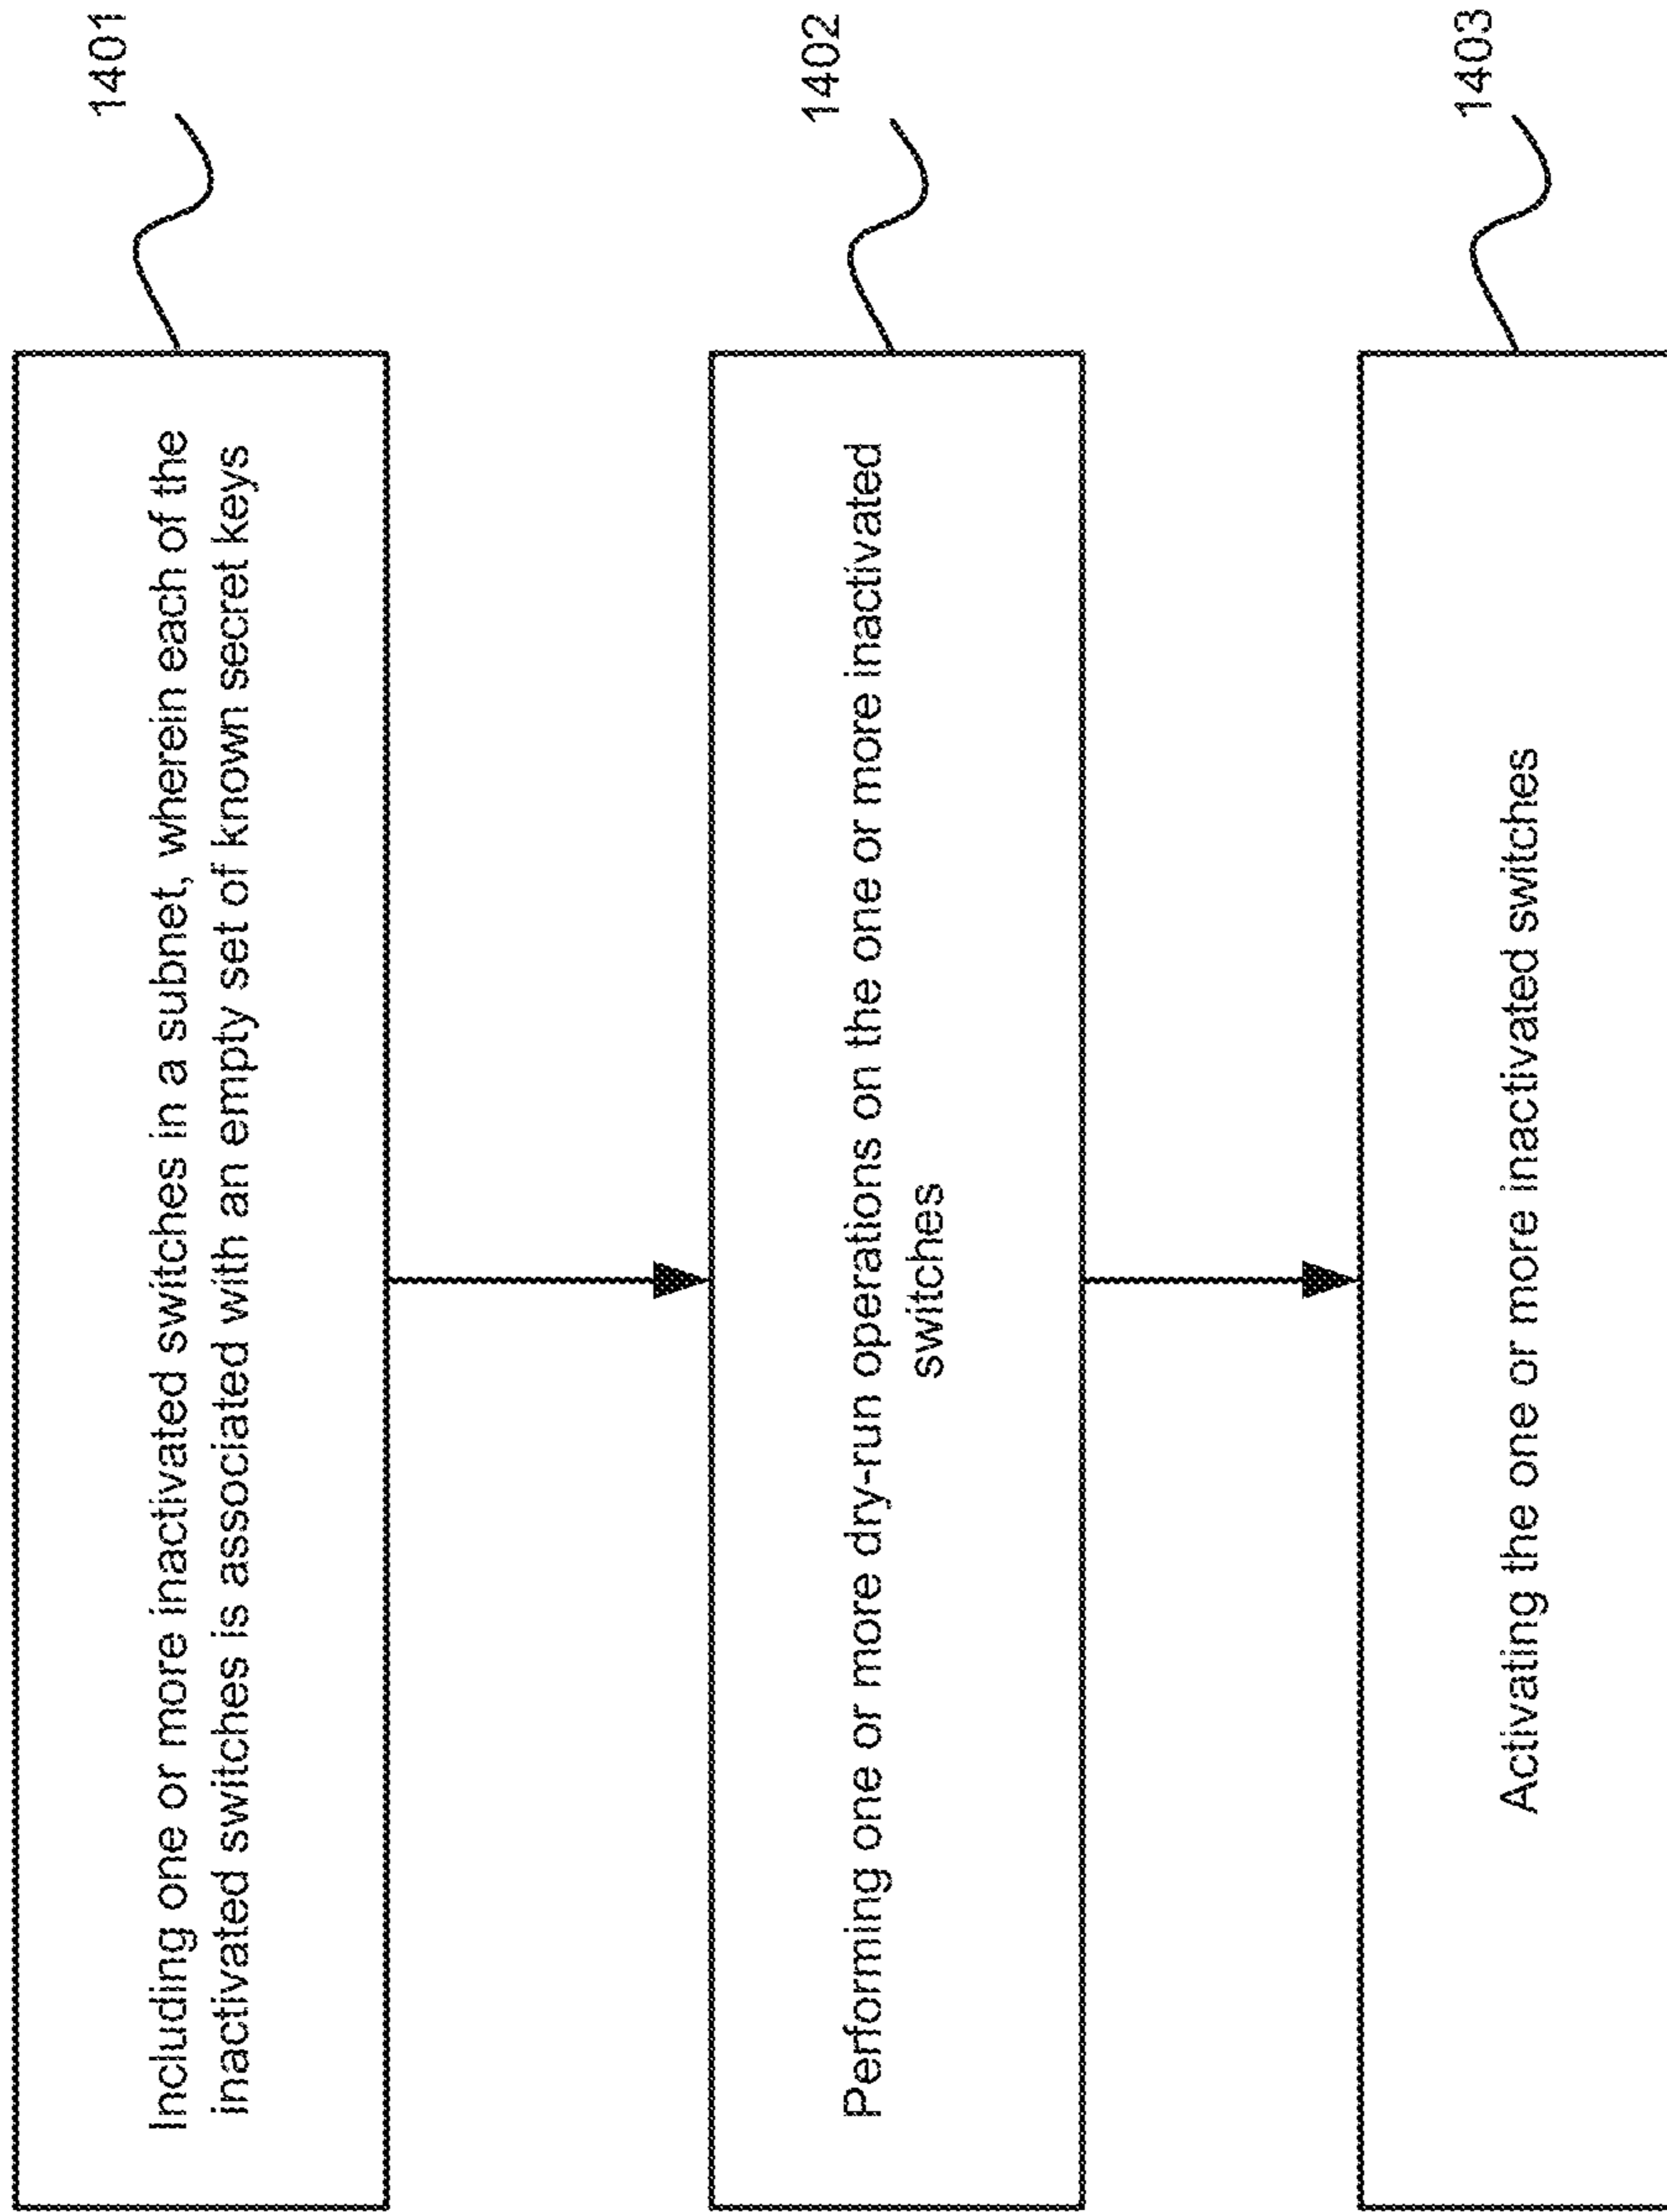 Including one or more inactivated switches in a subnet, wherein each of the
inactivated switches is associated with an empty set of known secret keys
1401
Performing one or more dry-run operations on the one or more inactivated
switches
1402
Activating the one or more inactivated switches
1403